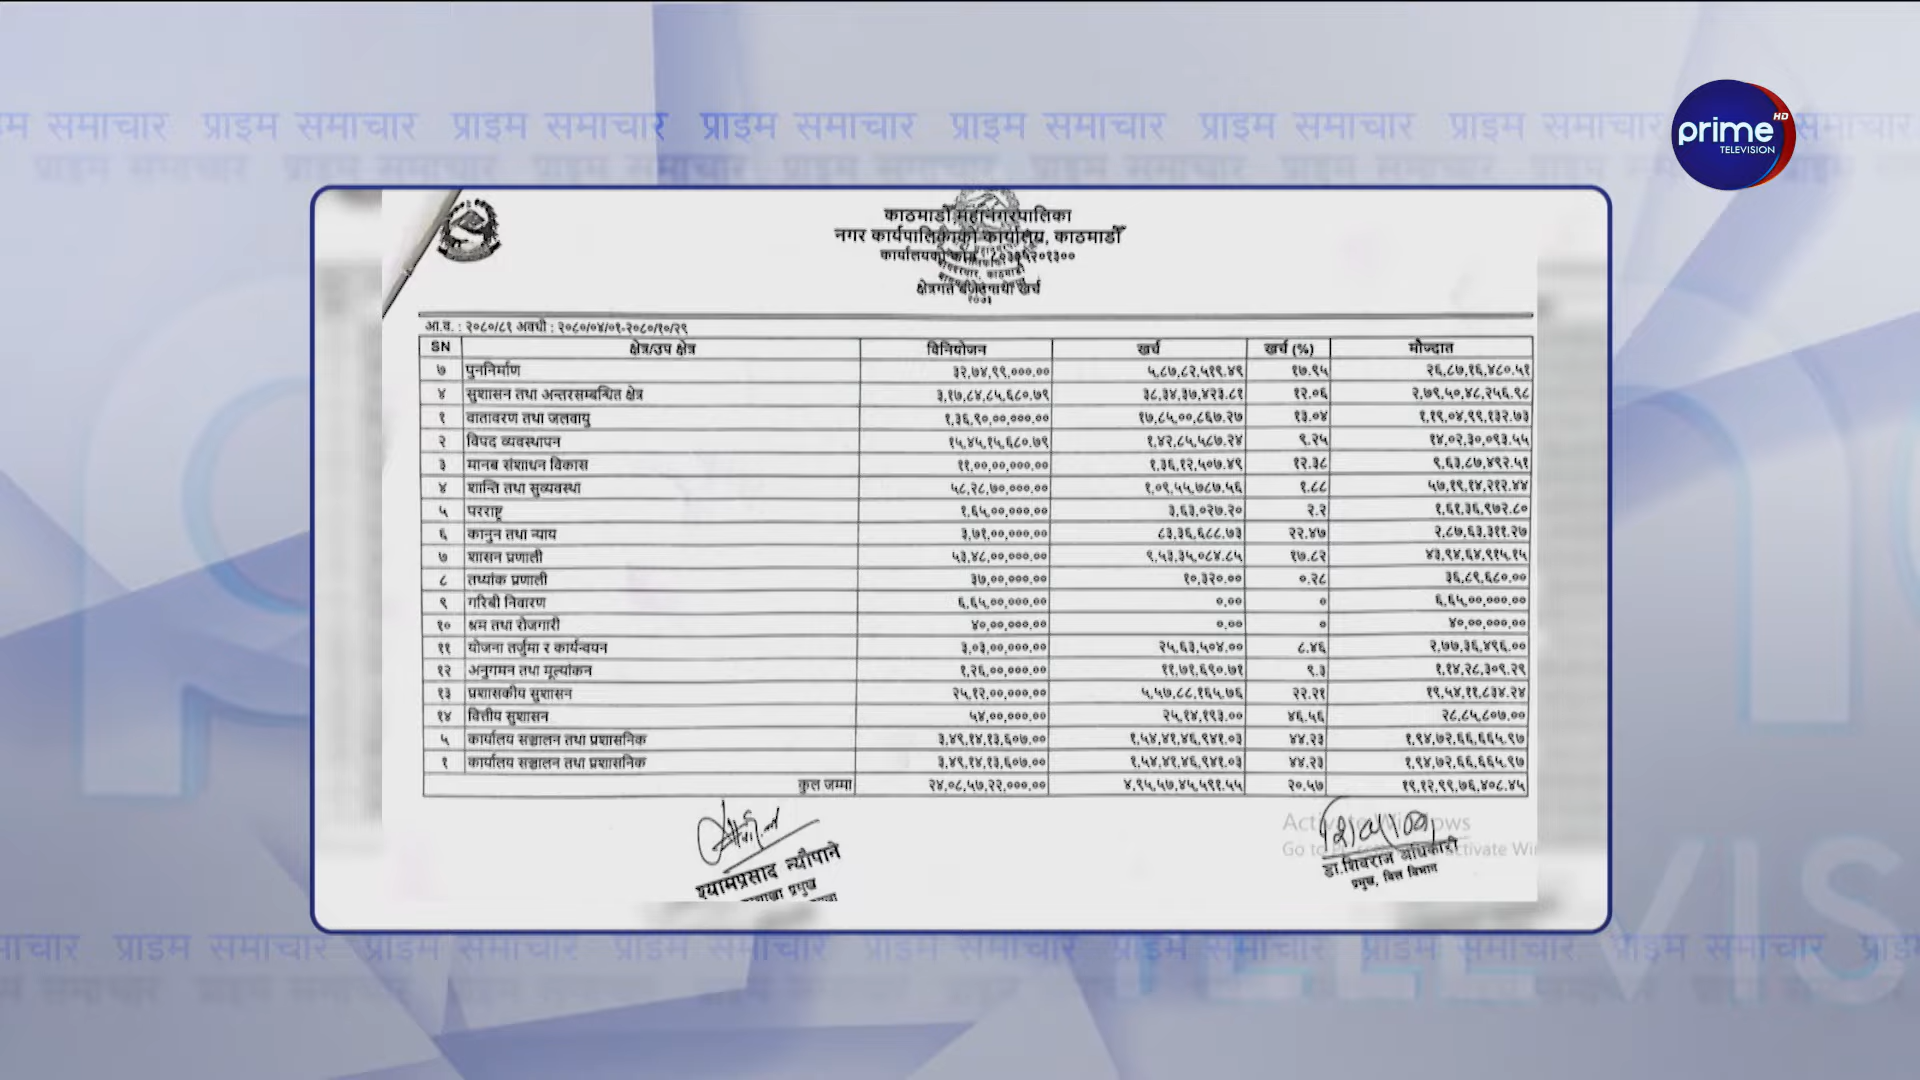 प्राइम समाचार प्राइम समाचार प्राइम समाचार प्राइम समाचार प्राइम समाचार प्राइम समाचार
prime HD
TELEVISION
काठमाडौँ महानगरपालिका
नगर कार्यपालिकाको कार्यालय, काठमाडौँ
कार्यालयको कोड
क्षेत्रगत खर्च
आ.व. : २०८०/८१ अवधी : २०८०/०४/०१-२०८०/१०/२९
SN क्षेत्र/उप क्षेत्र विनियोजन खर्च खर्च (%) मौज्दात
७ पुननिर्माण ३२,७४,९९,०००.०० ५,८७,८२,५१९.४९ १७.९५ २६,८७,१६,४८०.५१
४ सुशासन तथा अन्तरसम्बन्धित क्षेत्र ३,१७,८४,८५,६८०.७९ ३८,३४,३७,४२३.८१ १२.०६ २,७९,५०,४८,२५६.९८
१ वातावरण तथा जलवायु १,३६,९०,००,०००.०० १७,८५,००,८६७.२७ १३.०४ १,१९,०४,९९,१३२.७३
२ विपद व्यवस्थापन १५,४५,१५,६८०.७९ १,४२,८५,५८७.२४ ९.२५ १४,०२,३०,०९३.५५
३ मानब संशाधन विकास ११,००,००,०००.०० १,३६,१२,५०७.४९ १२.३८ ९,६३,८७,४९२.५१
४ शान्ति तथा सुव्यवस्था ५८,२८,७०,०००.०० १,०९,५५,७८७.५६ १.८८ ५७,१९,१४,२१२.४४
५ परराष्ट्र १,६५,००,०००.०० ३,६३,०२७.२० २.२ १,६१,३६,९७२.८०
६ कानुन तथा न्याय ३,७१,००,०००.०० ८३,३६,६८८.७३ २२.४७ २,८७,६३,३११.२७
७ शासन प्रणाली ५३,४८,००,०००.०० ९,५३,३५,०८४.८५ १७.८२ ४३,९४,६४,९१५.१५
८ तथ्यांक प्रणाली ३७,००,०००.०० १०,३२०.०० ०.२८ ३६,८९,६८०.००
९ गरिबी निवारण ६,६५,००,०००.०० ०.०० ० ६,६५,००,०००.००
१० श्रम तथा रोजगारी ४०,००,०००.०० ०.०० ० ४०,००,०००.००
११ योजना तर्जुमा र कार्यन्वयन ३,०३,००,०००.०० २५,६३,५०४.०० ८.४६ २,७७,३६,४९६.००
१२ अनुगमन तथा मूल्यांकन १,२६,००,०००.०० ११,७१,६९०.७१ ९.३ १,१४,२८,३०९.२९
१३ प्रशासकीय सुशासन २५,१२,००,०००.०० ५,५७,८८,१६५.७६ २२.२१ १९,५४,११,८३४.२४
१४ वित्तीय सुशासन ५४,००,०००.०० २५,१४,१९३.०० ४६.५६ २८,८५,८०७.००
५ कार्यालय सञ्चालन तथा प्रशासनिक ३,४९,१४,१३,६०७.०० १,५४,४१,४६,९४१.०३ ४४.२३ १,९४,७२,६६,६६५.९७
१ कार्यालय सञ्चालन तथा प्रशासनिक ३,४९,१४,१३,६०७.०० १,५४,४१,४६,९४१.०३ ४४.२३ १,९४,७२,६६,६६५.९७
कुल जम्मा २४,०८,५७,२२,०००.०० ४,९५,५७,४५,५९१.५५ २०.५७ १९,१२,९९,७६,४०८.४५
Activate Windows
Go to
श्यामप्रसाद न्यौपाने
प्रमुख
डा.शिवराज अधिकारी
प्रमुख, वित्त विभाग
समाचार प्राइम समाचार प्राइम समाचार प्राइम समाचार प्राइम समाचार प्राइम समाचार प्राइम समाचार